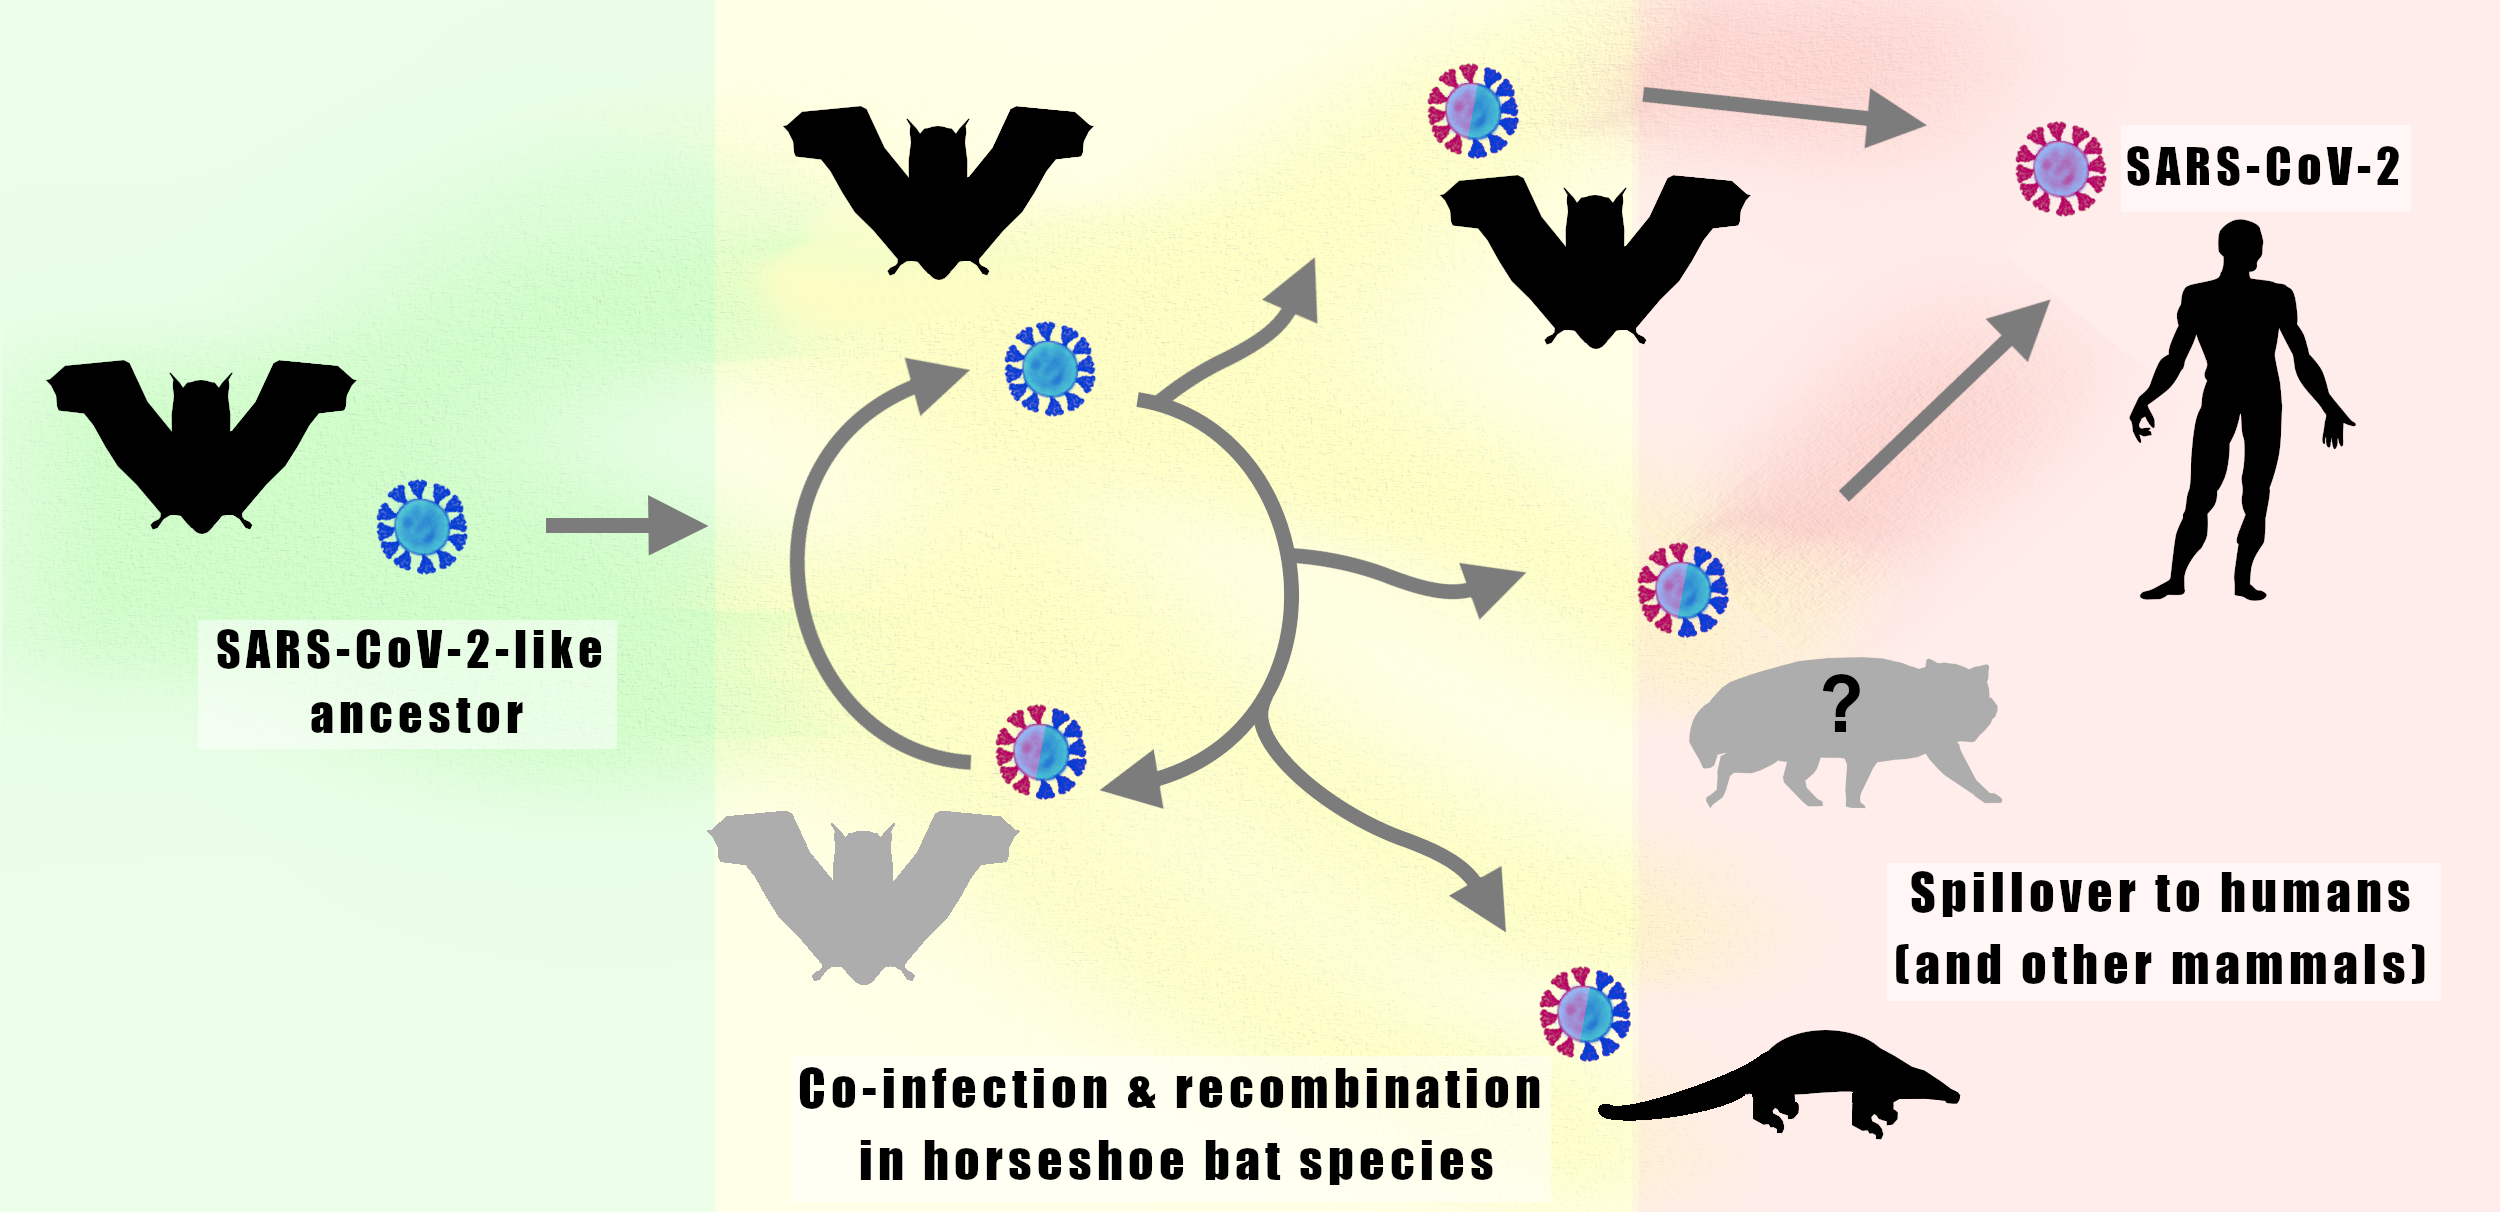 SARS-CoV-2
SARS-CoV-2-like
ancestor
?
Spillover to humans
(and other mammals)
Co-infection & recombination
in horseshoe bat species